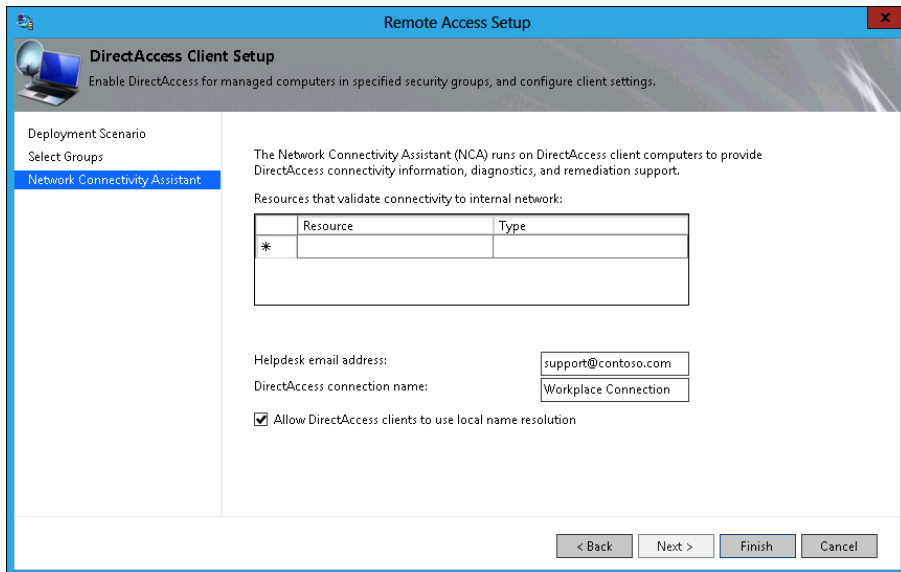 Remote Access Setup
x
DirectAccess Client Setup
Enable DirectAccess for managed computers in specified security groups, and configure client settings.
Deployment Scenario
Select Groups
Network Connectivity Assistant
The Network Connectivity Assistant (NCA) runs on DirectAccess client computers to provide
DirectAccess connectivity information, diagnostics, and remediation support.
Resources that validate connectivity to internal network:
Resource Type
*
Helpdesk email address: support@contoso.com
DirectAccess connection name: Workplace Connection
Allow DirectAccess clients to use local name resolution
< Back Next > Finish Cancel